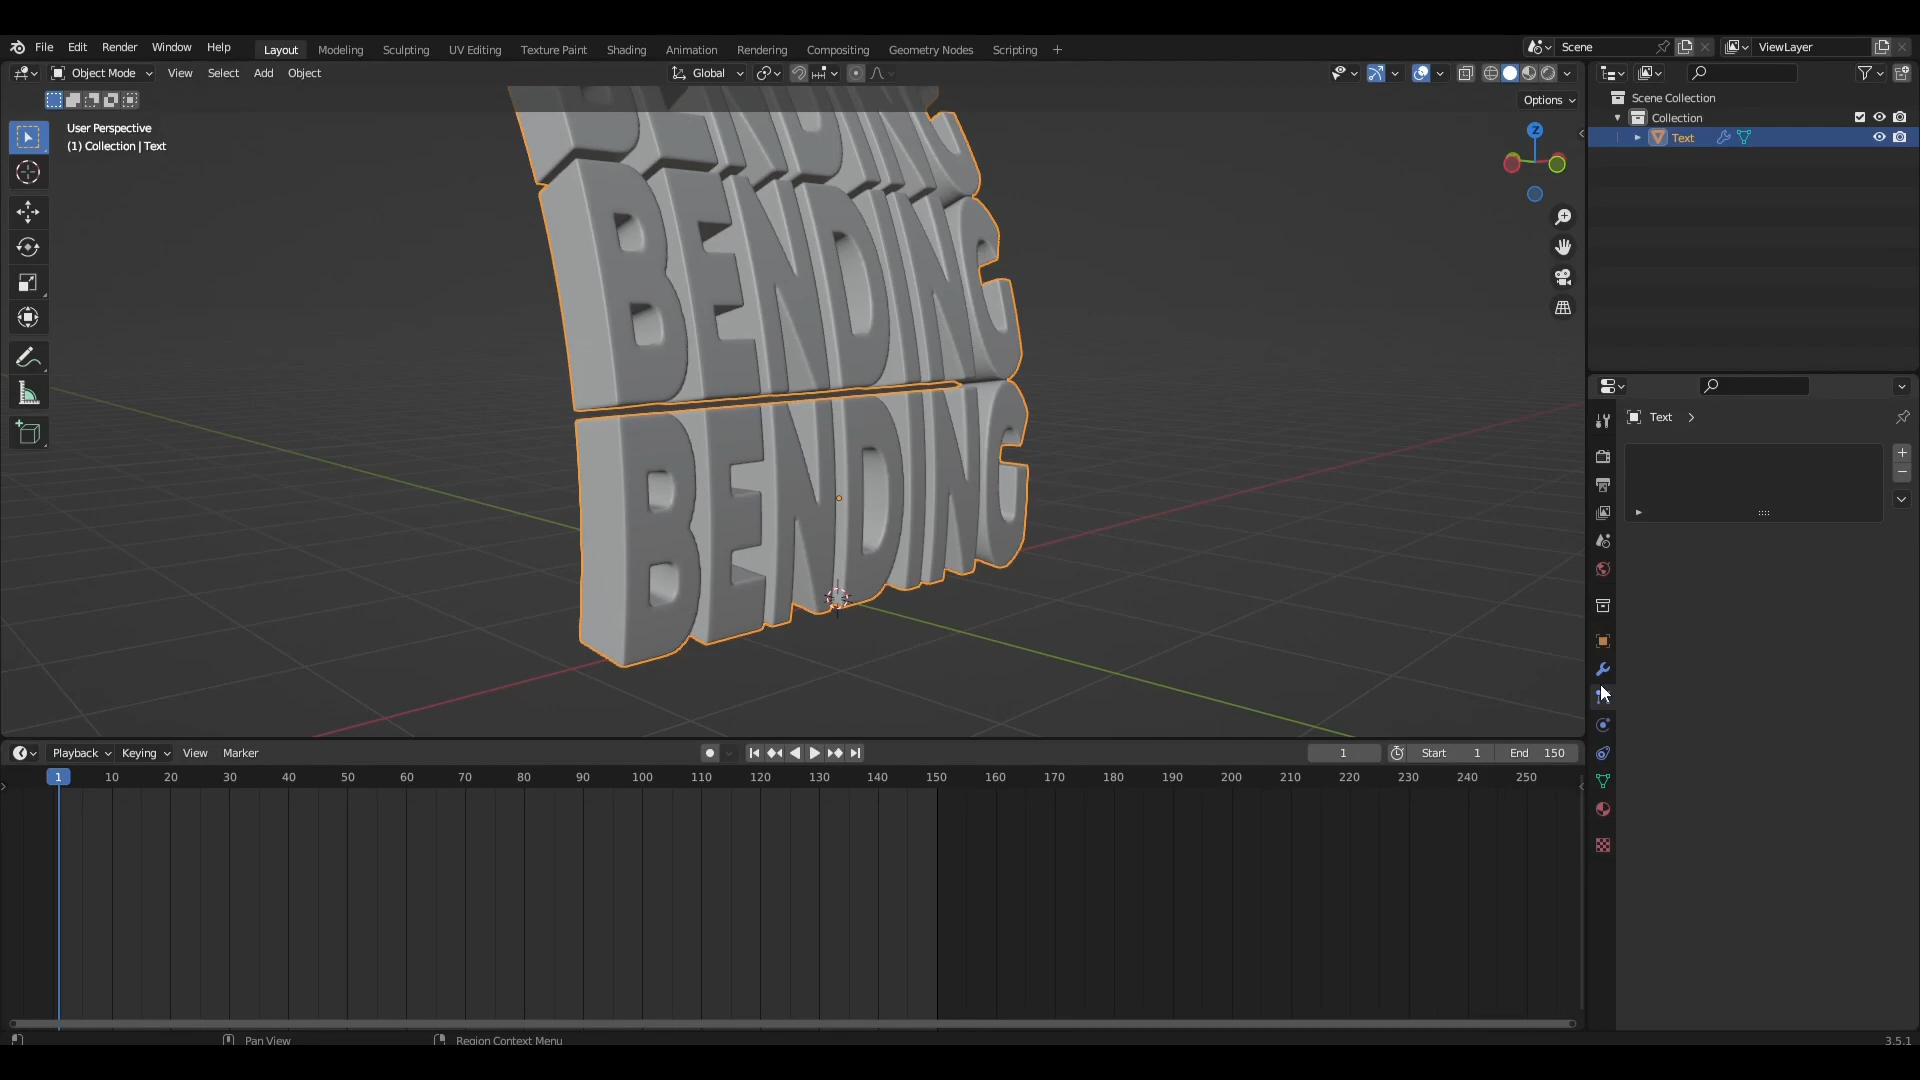 File Edit Render Window Help Layout Modeling Sculpting UV Editing Texture Paint Shading Animation Rendering Compositing Geometry Nodes Scripting + Scene ViewLayer
Object Mode View Select Add Object Global
Options
User Perspective
(1) Collection | Text
Z
Scene Collection
Collection
Text
Text
BENDING
BENDING
Playback Keying View Marker 1 Start 1 End 150
1 10 20 30 40 50 60 70 80 90 100 110 120 130 140 150 160 170 180 190 200 210 220 230 240 250
Pan View Region Context Menu 3.5.1